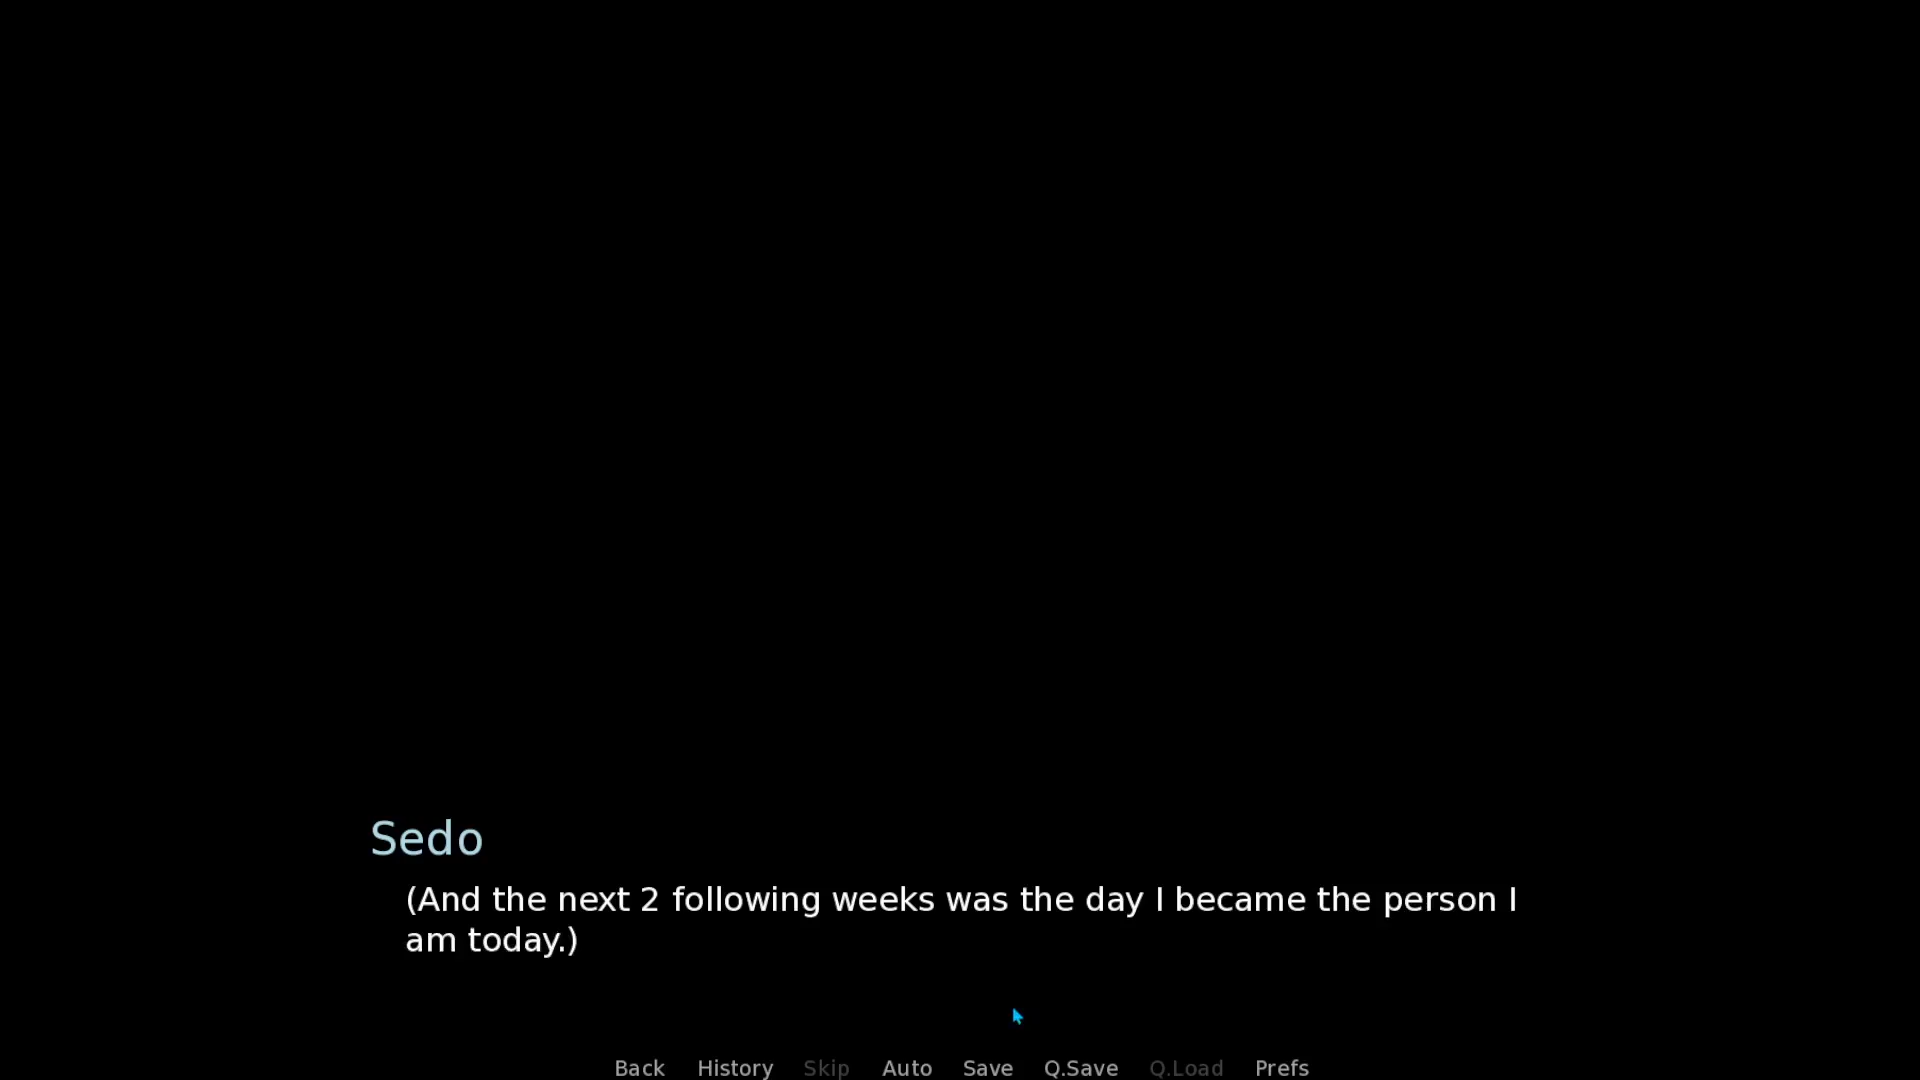 Sedo
(And the next 2 following weeks was the day I became the person I
am today.)
Back History Skip Auto Save Q.Save Q.Load Prefs